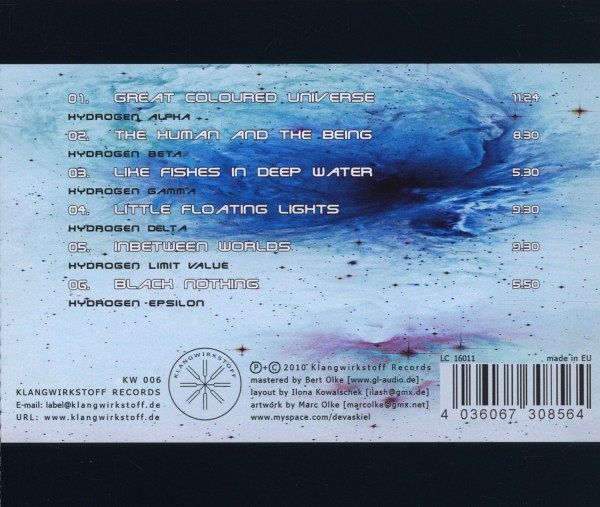 01. GREAT COLOURED UNIVERSE 11.24
HYDROGEN ALPHA
02. THE HUMAN AND THE BEING 8.30
HYDROGEN BETA
03. LIKE FISHES IN DEEP WATER 5.30
HYDROGEN GAMMA
04. LITTLE FLOATING LIGHTS 9.30
HYDROGEN DELTA
05. INBETWEEN WORLDS 9.30
HYDROGEN LIMIT VALUE
06. BLACK NOTHING 5.50
HYDROGEN EPSILON
KW 006
KLANGWIRKSTOFF RECORDS
E-mail: label@klangwirkstoff.de
URL: www.klangwirkstoff.de
KLANGWIRKSTOFF
Ⓟ+© 2010 Klangwirkstoff Records
mastered by Bert Olke [www.gl-audio.de]
layout by Ilona Kowalschek [ilash@gmx.de]
artwork by Marc Olke [marcolke@gmx.net]
www.myspace.com/devaskiel
LC 16011 made in EU
4 036067 308564